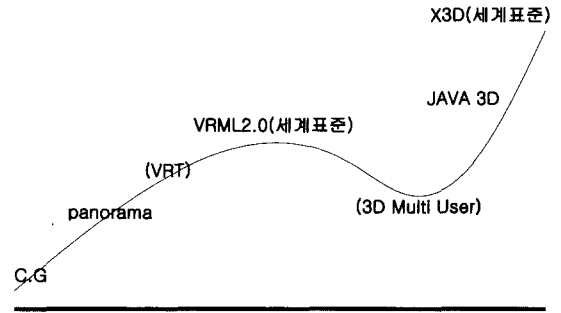 X3D(세계표준)
JAVA 3D
VRML2.0(세계표준)
(VRT)
panorama
(3D Multi User)
C.G